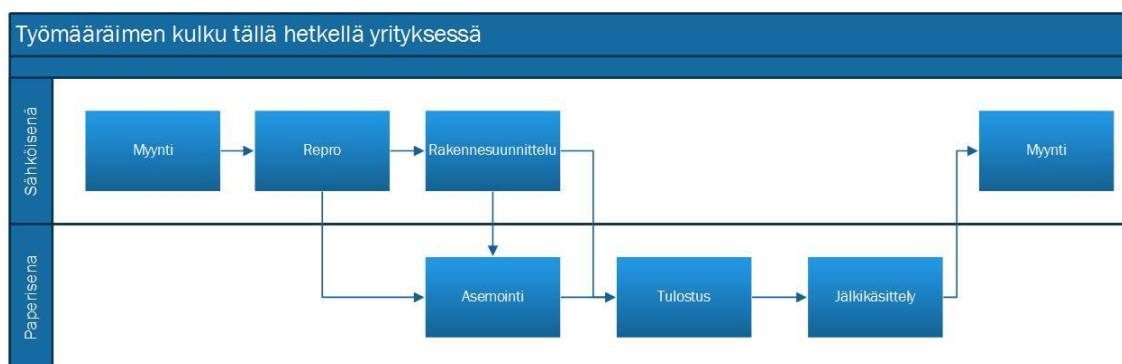 Työmääräimen kulku tällä hetkellä yrityksessä
Sähköisenä
Myynti
Repro
Rakennesuunnittelu
Myynti
Paperisena
Asemointi
Tulostus
Jälkikäsittely